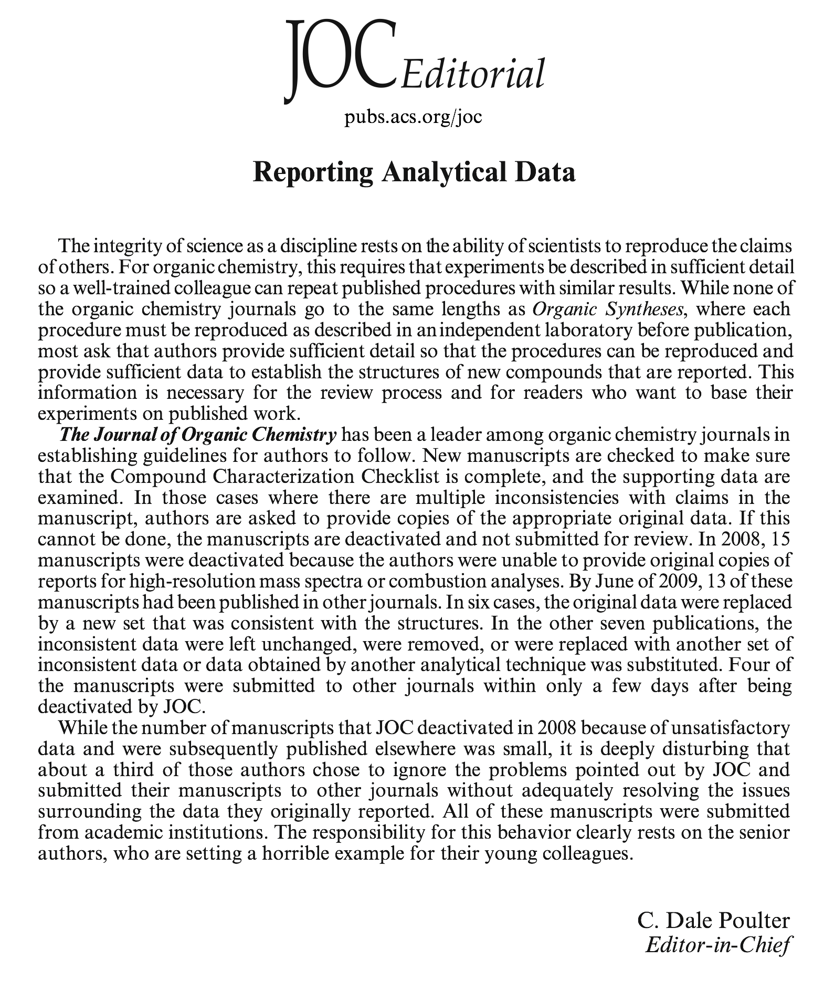 JOC Editorial
pubs.acs.org/joc
Reporting Analytical Data
The integrity of science as a discipline rests on the ability of scientists to reproduce the claims
of others. For organic chemistry, this requires that experiments be described in sufficient detail
so a well-trained colleague can repeat published procedures with similar results. While none of
the organic chemistry journals go to the same lengths as Organic Syntheses, where each
procedure must be reproduced as described in an independent laboratory before publication,
most ask that authors provide sufficient detail so that the procedures can be reproduced and
provide sufficient data to establish the structures of new compounds that are reported. This
information is necessary for the review process and for readers who want to base their
experiments on published work.
The Journal of Organic Chemistry has been a leader among organic chemistry journals in
establishing guidelines for authors to follow. New manuscripts are checked to make sure
that the Compound Characterization Checklist is complete, and the supporting data are
examined. In those cases where there are multiple inconsistencies with claims in the
manuscript, authors are asked to provide copies of the appropriate original data. If this
cannot be done, the manuscripts are deactivated and not submitted for review. In 2008, 15
manuscripts were deactivated because the authors were unable to provide original copies of
reports for high-resolution mass spectra or combustion analyses. By June of 2009, 13 of these
manuscripts had been published in other journals. In six cases, the original data were replaced
by a new set that was consistent with the structures. In the other seven publications, the
inconsistent data were left unchanged, were removed, or were replaced with another set of
inconsistent data or data obtained by another analytical technique was substituted. Four of
the manuscripts were submitted to other journals within only a few days after being
deactivated by JOC.
While the number of manuscripts that JOC deactivated in 2008 because of unsatisfactory
data and were subsequently published elsewhere was small, it is deeply disturbing that
about a third of those authors chose to ignore the problems pointed out by JOC and
submitted their manuscripts to other journals without adequately resolving the issues
surrounding the data they originally reported. All of these manuscripts were submitted
from academic institutions. The responsibility for this behavior clearly rests on the senior
authors, who are setting a horrible example for their young colleagues.
C. Dale Poulter
Editor-in-Chief